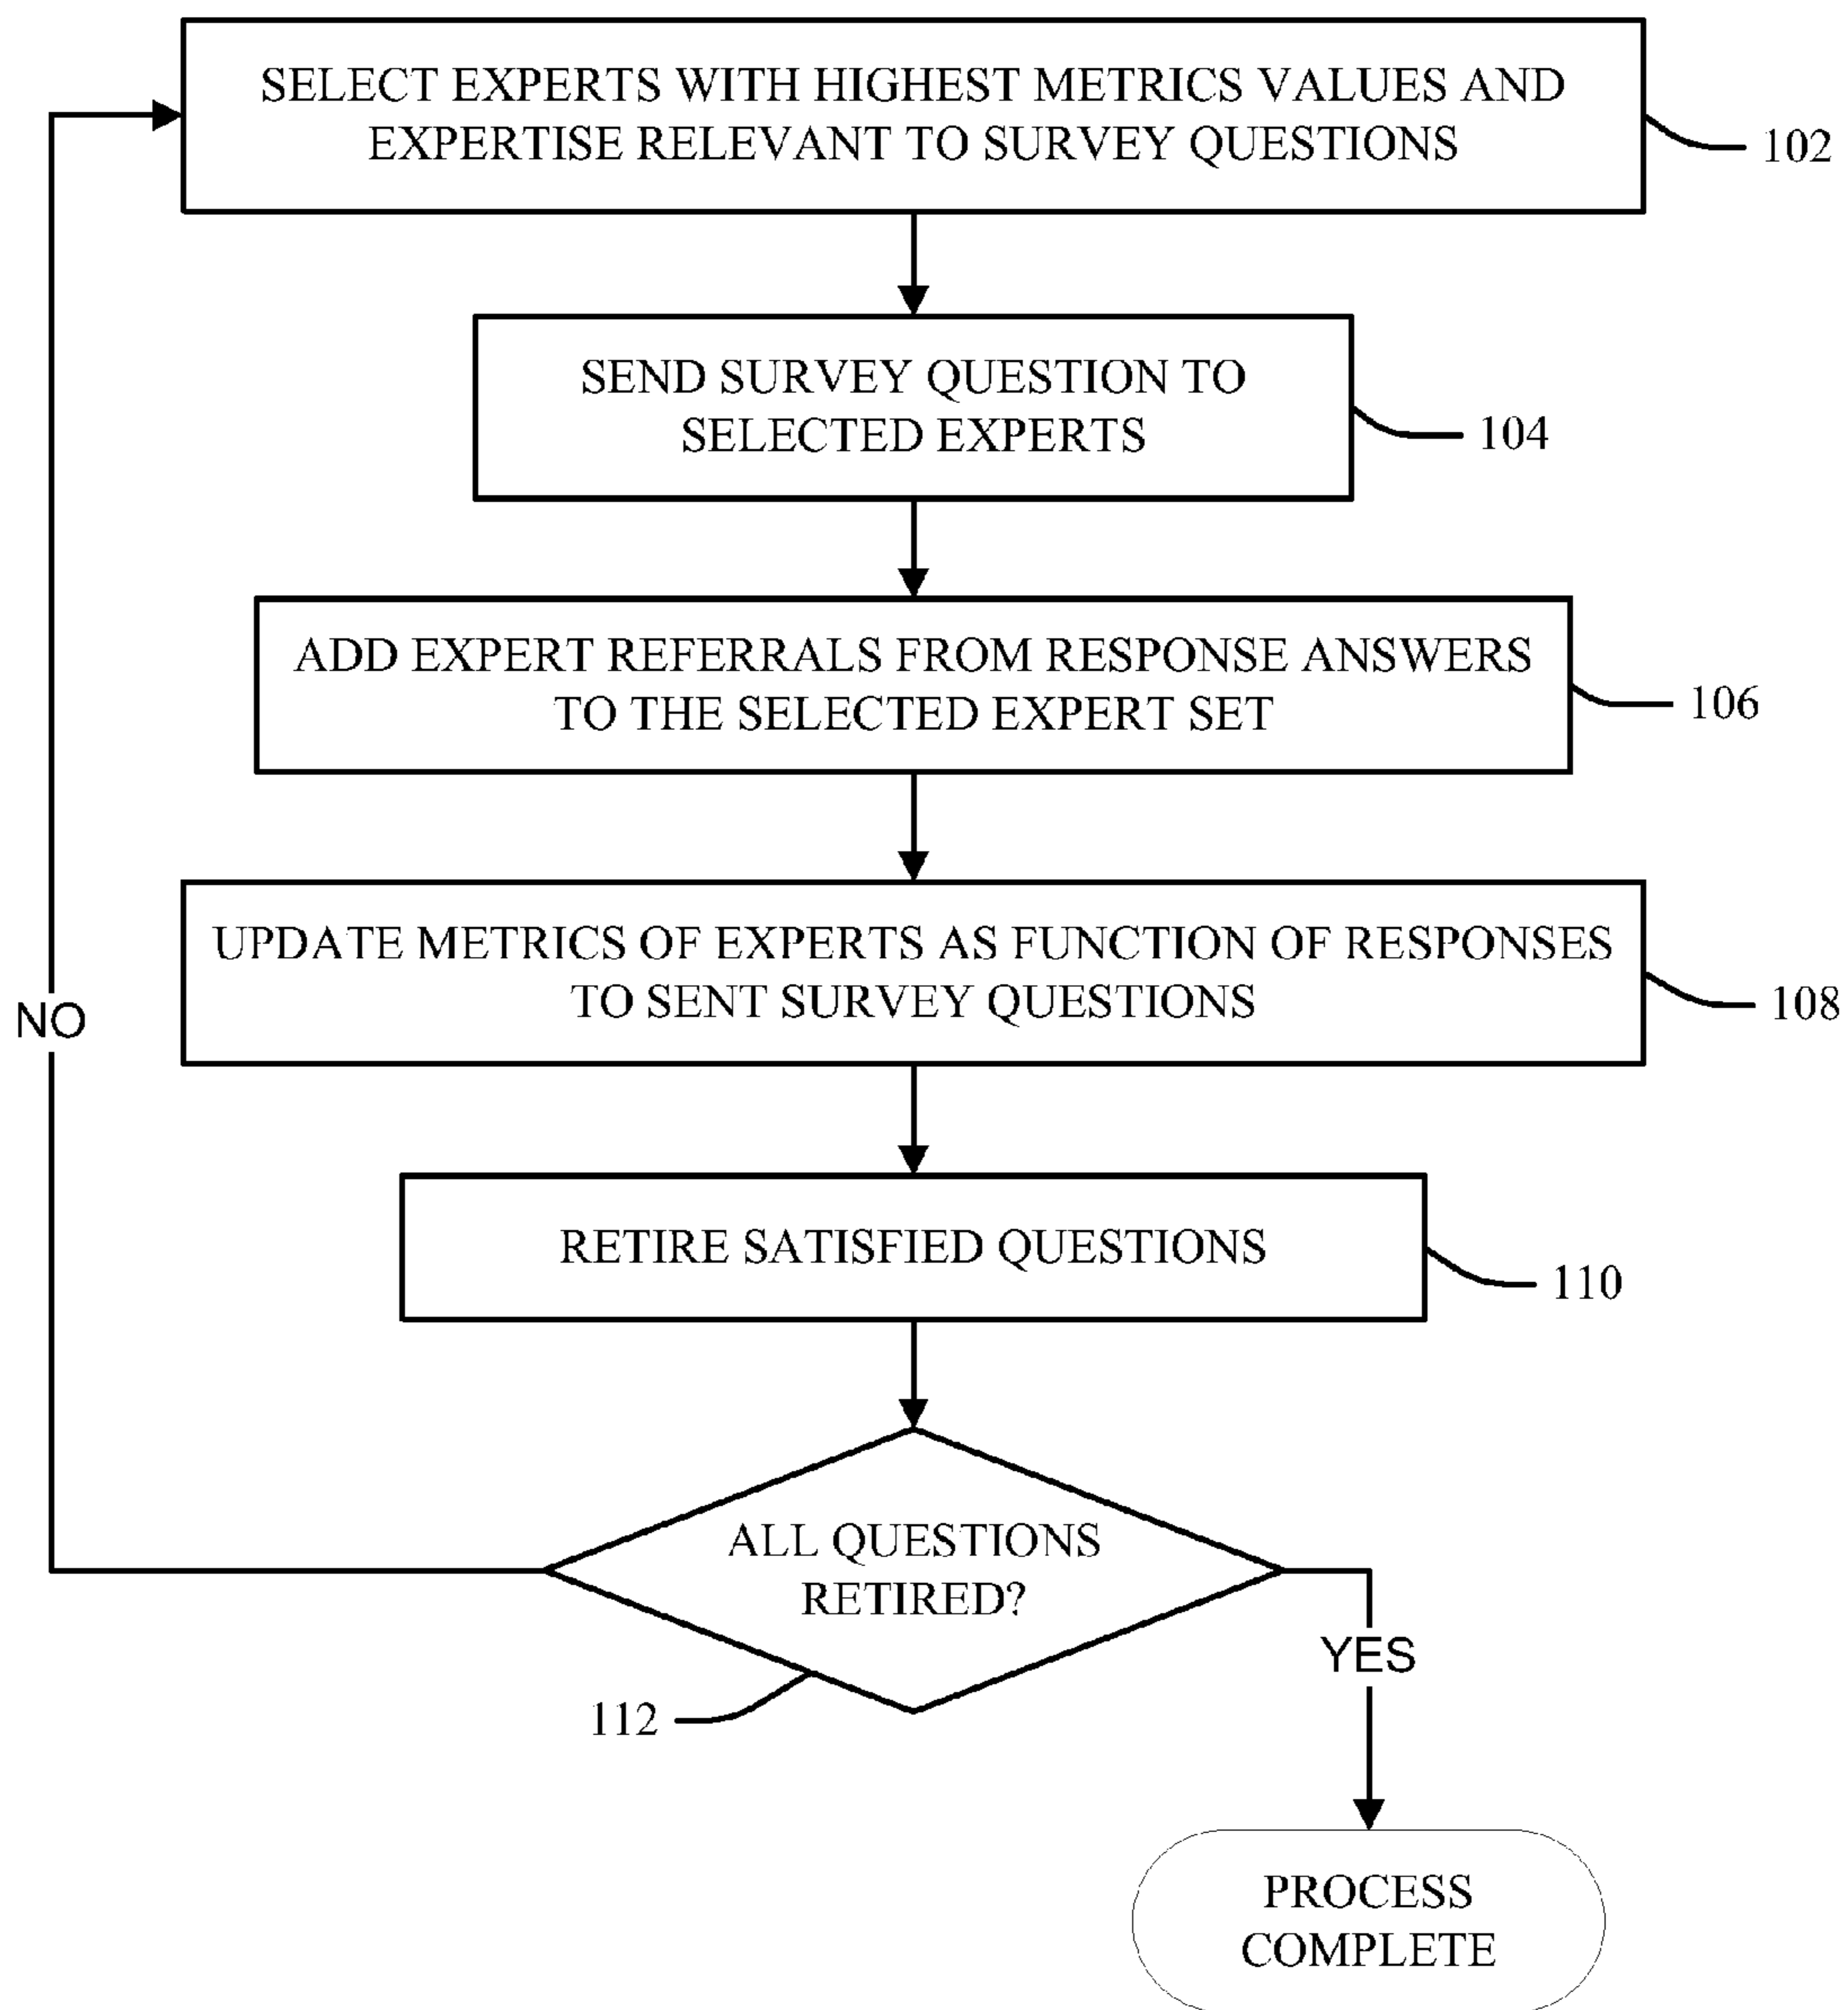 SELECT EXPERTS WITH HIGHEST METRICS VALUES AND
EXPERTISE RELEVANT TO SURVEY QUESTIONS
102
SEND SURVEY QUESTION TO
SELECTED EXPERTS
104
ADD EXPERT REFERRALS FROM RESPONSE ANSWERS
TO THE SELECTED EXPERT SET
106
UPDATE METRICS OF EXPERTS AS FUNCTION OF RESPONSES
TO SENT SURVEY QUESTIONS
108
NO
RETIRE SATISFIED QUESTIONS
110
ALL QUESTIONS
RETIRED?
YES
112
PROCESS
COMPLETE